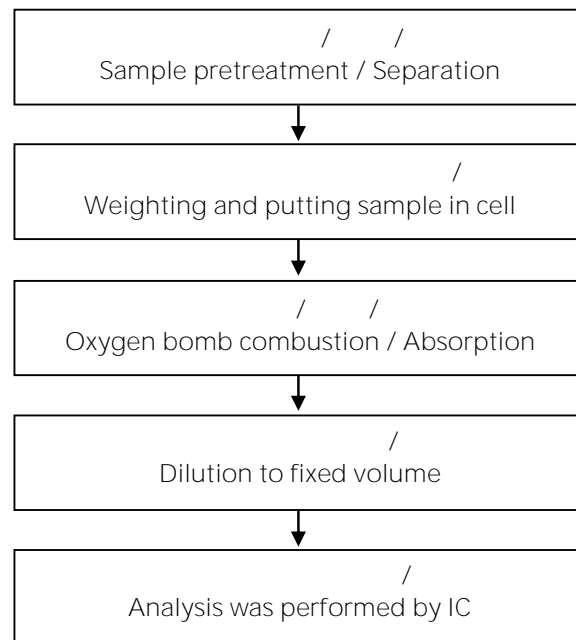 / /
Sample pretreatment / Separation
/
Weighting and putting sample in cell
/ /
Oxygen bomb combustion / Absorption
/
Dilution to fixed volume
/
Analysis was performed by IC